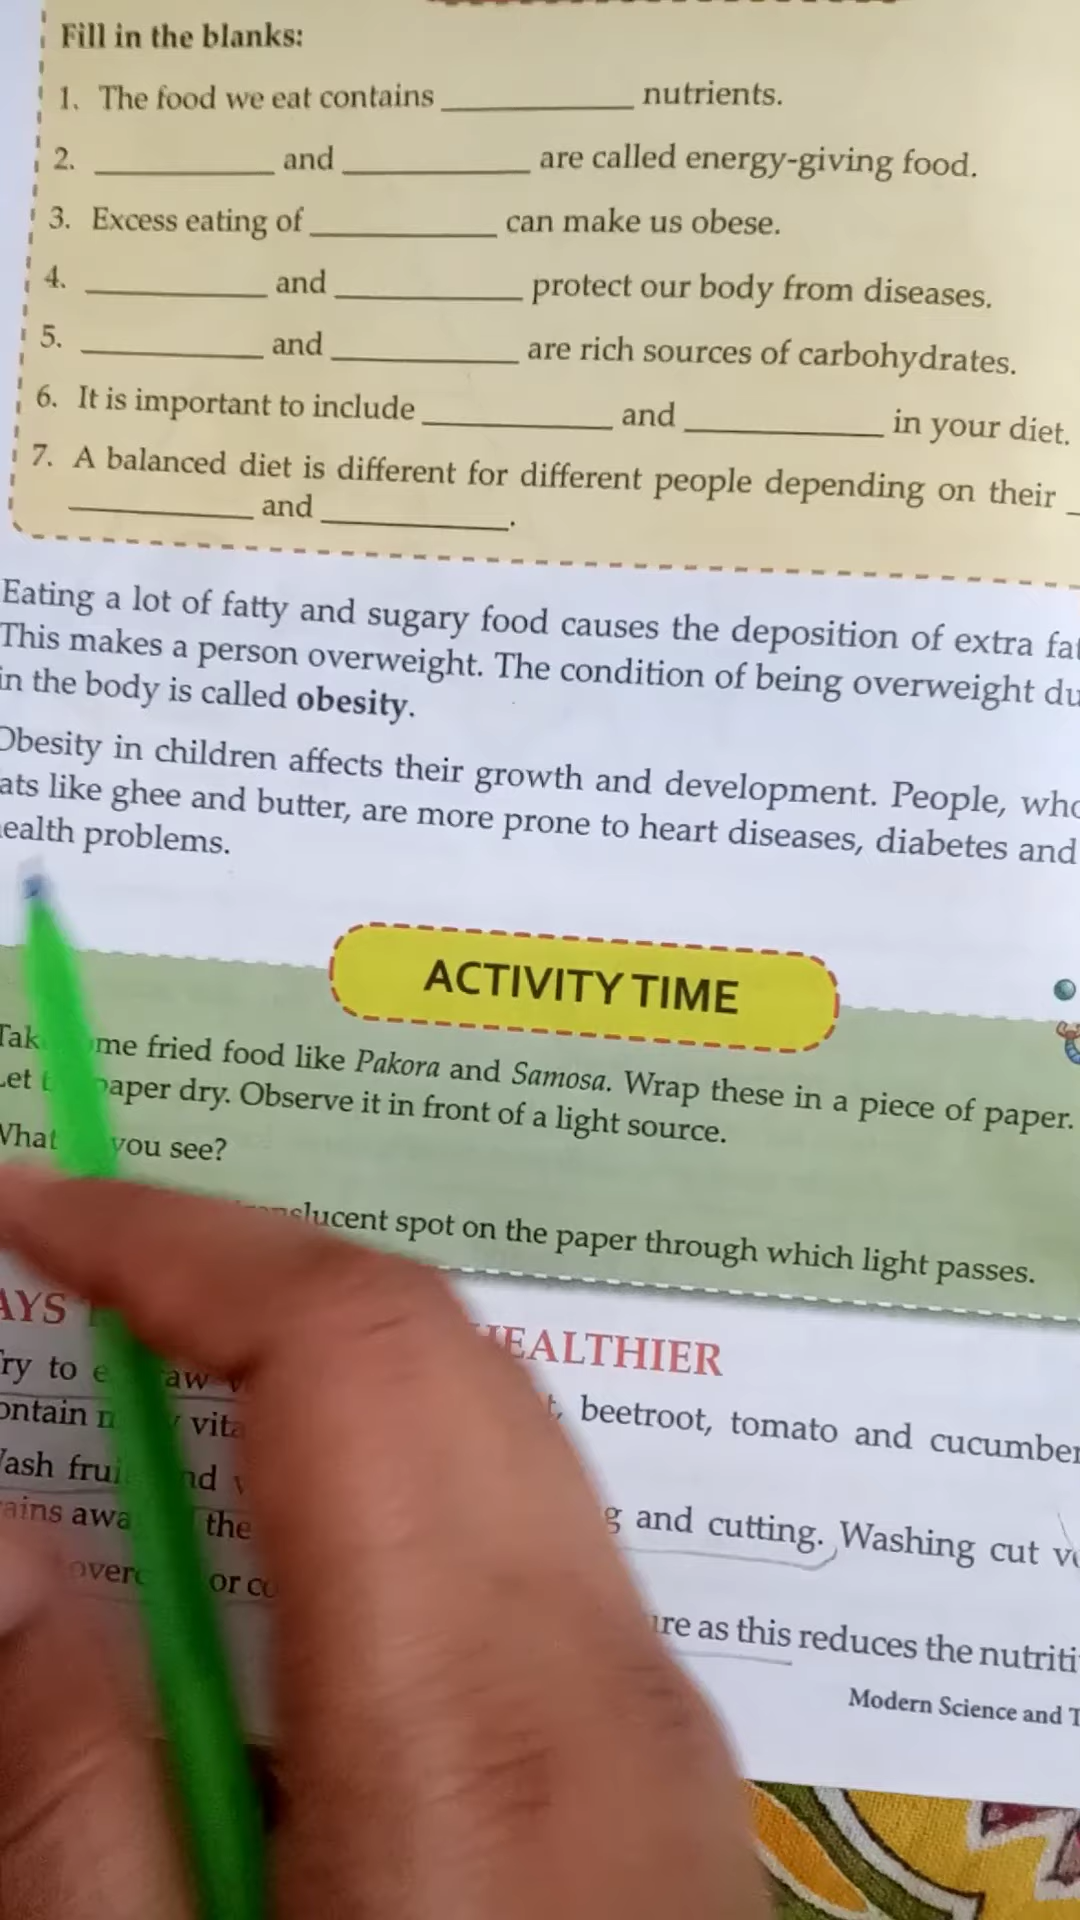 Fill in the blanks:
1. The food we eat contains ____________ nutrients.
2. ____________ and ____________ are called energy-giving food.
3. Excess eating of ____________ can make us obese.
4. ____________ and ____________ protect our body from diseases.
5. ____________ and ____________ are rich sources of carbohydrates.
6. It is important to include ____________ and ____________ in your diet.
7. A balanced diet is different for different people depending on their _
____________ and ____________.
Eating a lot of fatty and sugary food causes the deposition of extra
This makes a person overweight. The condition of being overweight
in the body is called obesity.
Obesity in children affects their growth and development. People,
like ghee and butter, are more prone to heart diseases, diabetes and
problems.
ACTIVITY TIME
fried food like Pakora and Samosa. Wrap these in a piece of paper.
paper dry. Observe it in front of a light source.
you see?
spot on the paper through which light passes.
HEALTHIER
to beetroot, tomato and
and cutting. Washing cut
the
or
as this reduces the
Modern Science and